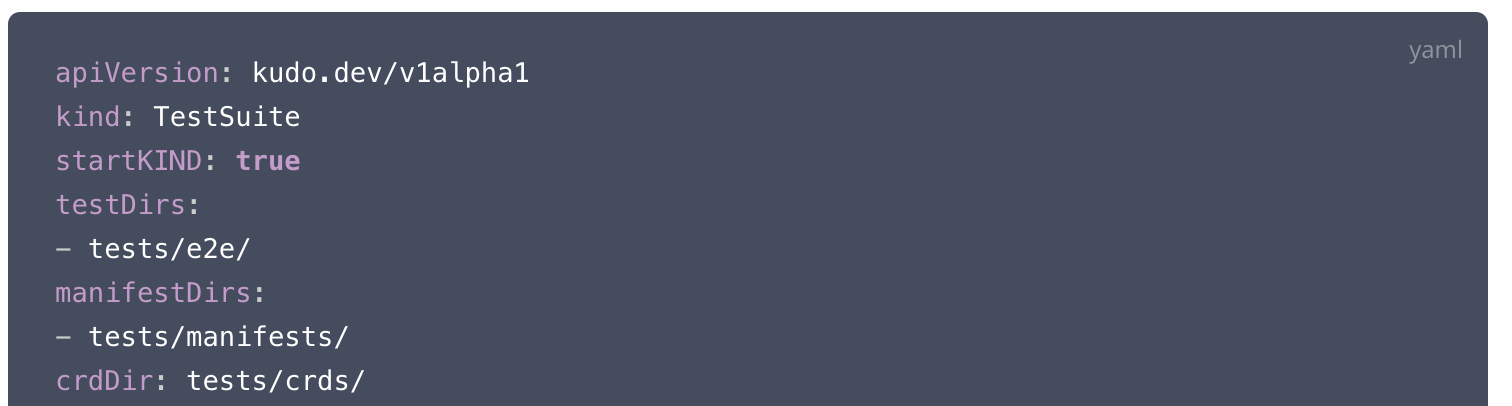 yaml
apiVersion: kudo.dev/v1alpha1
kind: TestSuite
startKIND: true
testDirs:
- tests/e2e/
manifestDirs:
- tests/manifests/
crdDir: tests/crds/